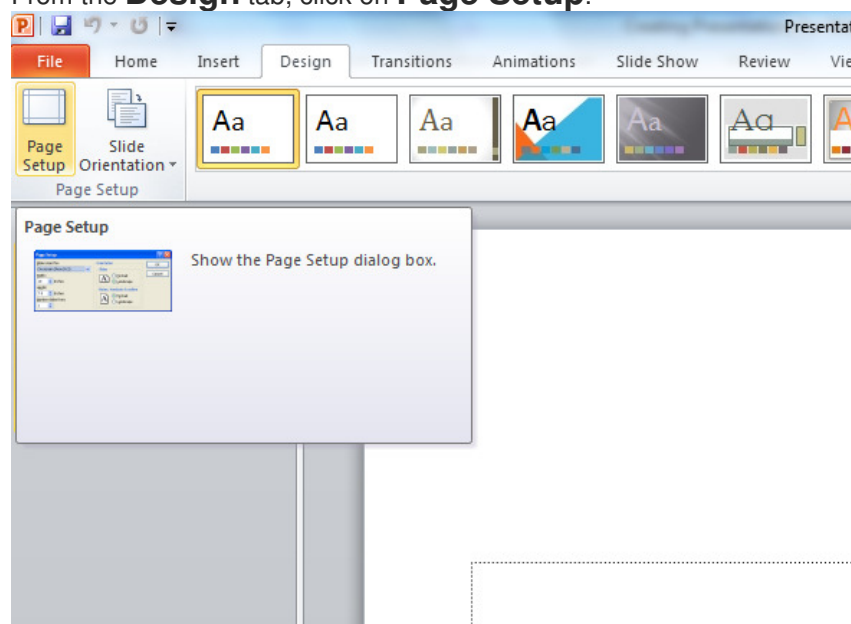 From the Design tab, click on Page Setup.
Presentat
File Home Insert Design Transitions Animations Slide Show Review Vie
Aa Aa Aa Aa Aa Aa A
Page Setup Slide Orientation
Page Setup
Page Setup
Show the Page Setup dialog box.